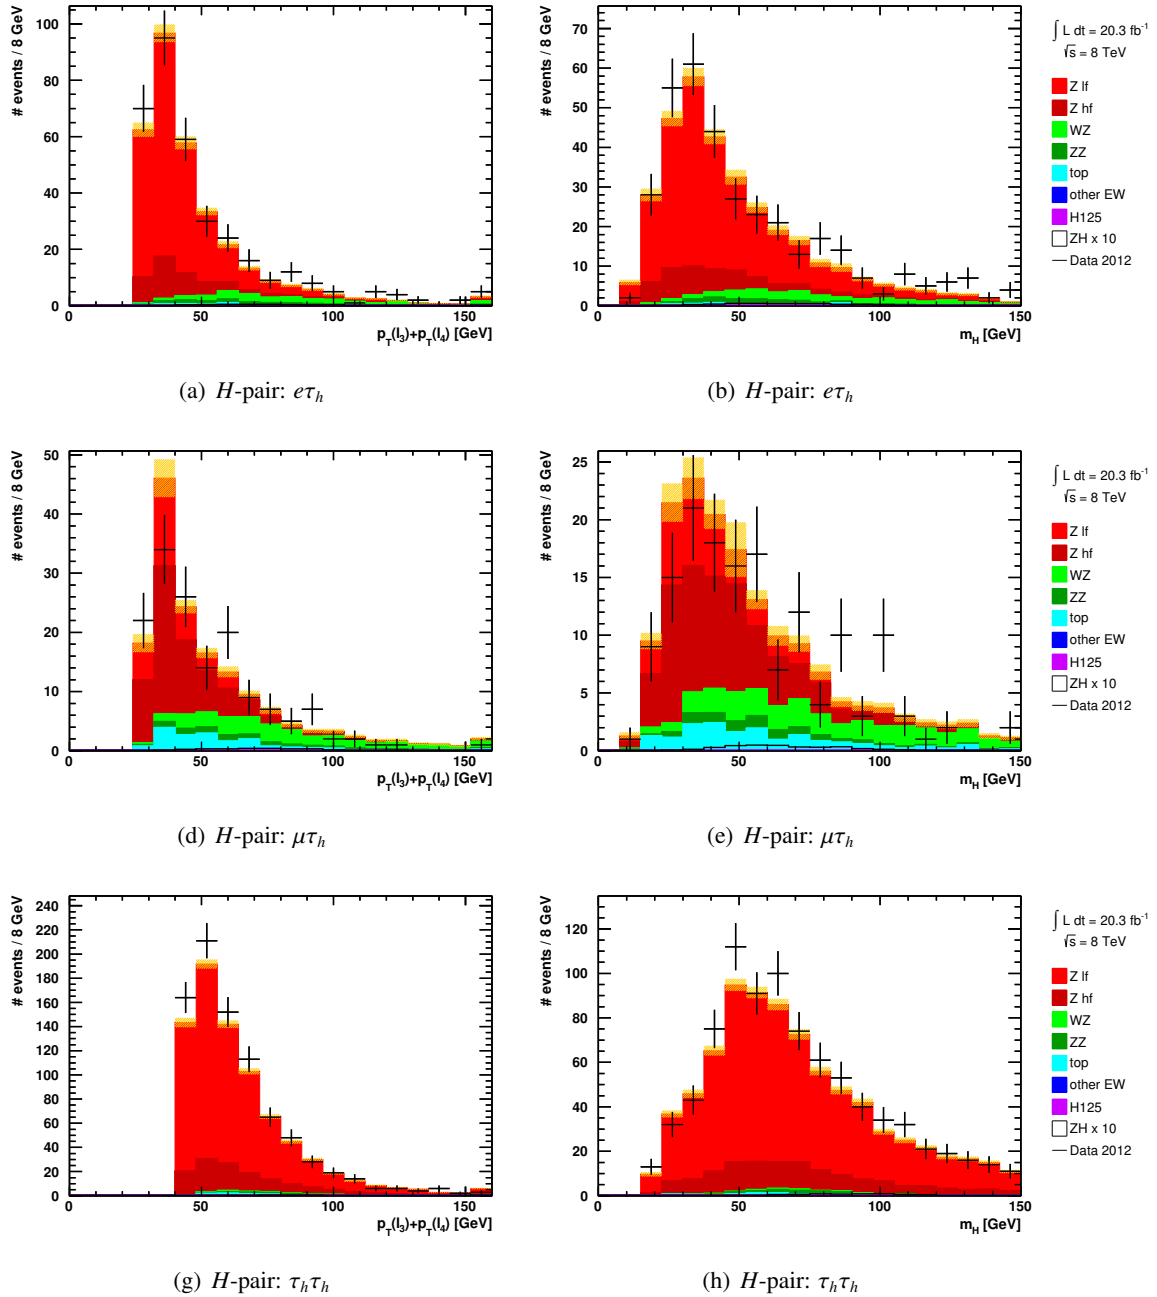 # events / 8 GeV
100
80
60
40
20
0
0
50
100
150
p_T(l_3)+p_T(l_4) [GeV]
(a) H-pair: eτ_h
# events / 8 GeV
70
60
50
40
30
20
10
0
0
50
100
150
m_H [GeV]
(b) H-pair: eτ_h
∫ L dt = 20.3 fb⁻¹
√s = 8 TeV
Z lf
Z hf
WZ
ZZ
top
other EW
H125
ZH x 10
Data 2012
# events / 8 GeV
50
40
30
20
10
0
0
50
100
150
p_T(l_3)+p_T(l_4) [GeV]
(d) H-pair: μτ_h
# events / 8 GeV
25
20
15
10
5
0
0
50
100
150
m_H [GeV]
(e) H-pair: μτ_h
∫ L dt = 20.3 fb⁻¹
√s = 8 TeV
Z lf
Z hf
WZ
ZZ
top
other EW
H125
ZH x 10
Data 2012
# events / 8 GeV
240
220
200
180
160
140
120
100
80
60
40
20
0
0
50
100
150
p_T(l_3)+p_T(l_4) [GeV]
(g) H-pair: τ_hτ_h
# events / 8 GeV
120
100
80
60
40
20
0
0
50
100
150
m_H [GeV]
(h) H-pair: τ_hτ_h
∫ L dt = 20.3 fb⁻¹
√s = 8 TeV
Z lf
Z hf
WZ
ZZ
top
other EW
H125
ZH x 10
Data 2012